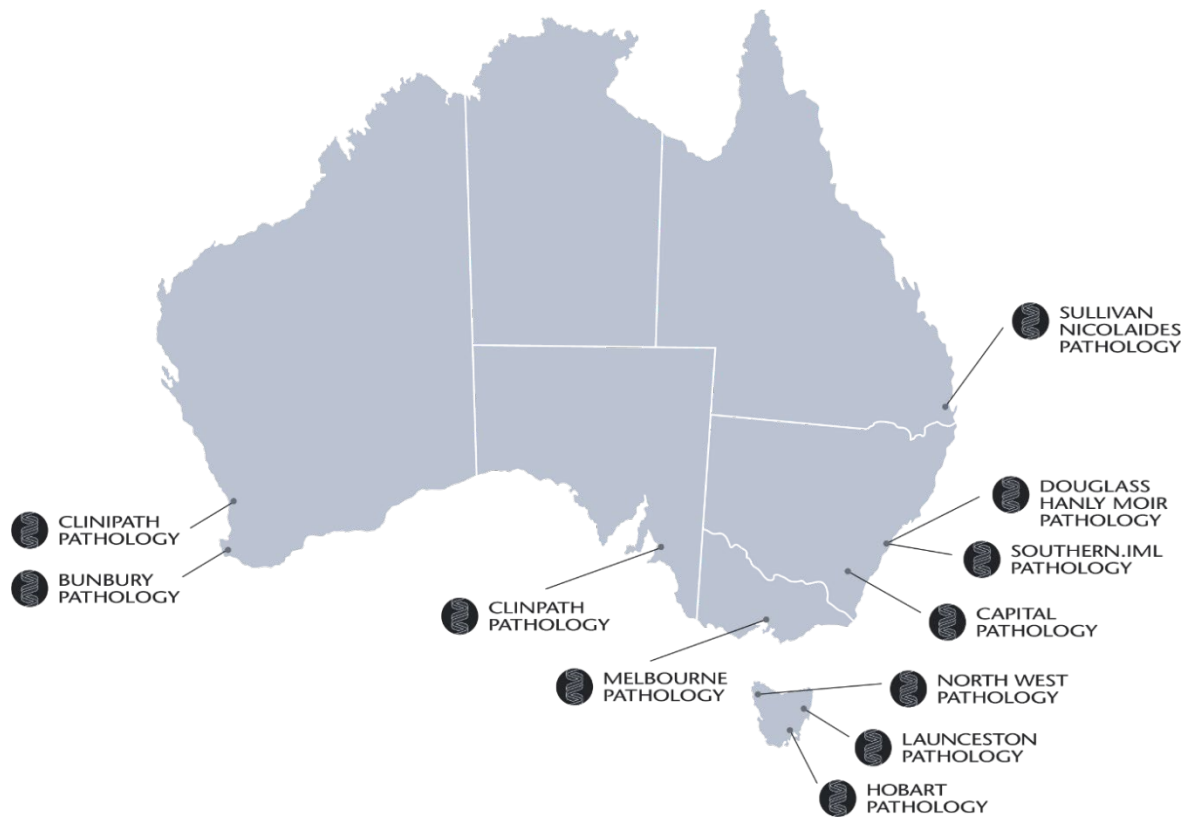 SULLIVAN
NICOLAIDES
PATHOLOGY
DOUGLASS
HANLY MOIR
PATHOLOGY
CLINIPATH
PATHOLOGY
SOUTHERN.IML
PATHOLOGY
BUNBURY
PATHOLOGY
CLINPATH
PATHOLOGY
CAPITAL
PATHOLOGY
MELBOURNE
PATHOLOGY
NORTH WEST
PATHOLOGY
LAUNCESTON
PATHOLOGY
HOBART
PATHOLOGY